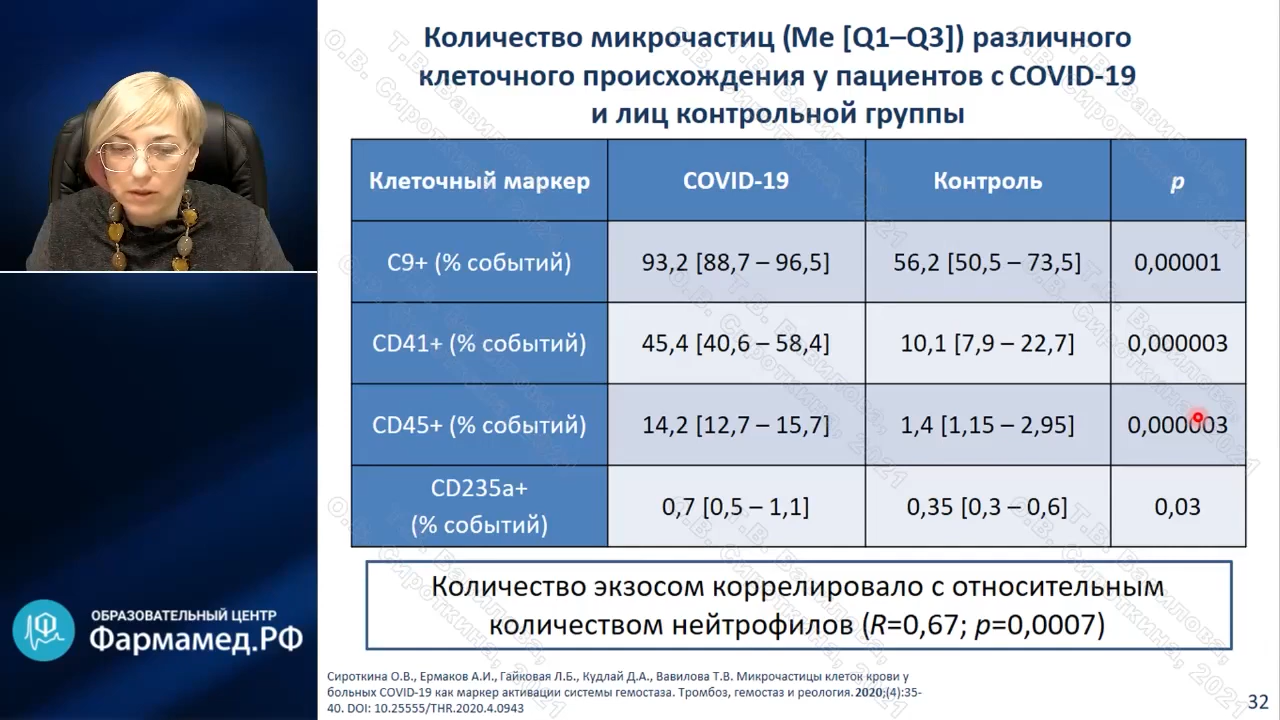 Количество микрочастиц (Me [Q1–Q3]) различного
клеточного происхождения у пациентов с COVID-19
и лиц контрольной группы
Клеточный маркер COVID-19 Контроль p
C9+ (% событий) 93,2 [88,7 – 96,5] 56,2 [50,5 – 73,5] 0,00001
CD41+ (% событий) 45,4 [40,6 – 58,4] 10,1 [7,9 – 22,7] 0,000003
CD45+ (% событий) 14,2 [12,7 – 15,7] 1,4 [1,15 – 2,95] 0,000003
CD235a+
(% событий) 0,7 [0,5 – 1,1] 0,35 [0,3 – 0,6] 0,03
Количество экзосом коррелировало с относительным
количеством нейтрофилов (R=0,67; p=0,0007)
ОБРАЗОВАТЕЛЬНЫЙ ЦЕНТР
Фармамед.РФ
Сироткина О.В., Ермаков А.И., Гайковая Л.Б., Кудлай Д.А., Вавилова Т.В. Микрочастицы клеток крови у
больных COVID-19 как маркер активации системы гемостаза. Тромбоз, гемостаз и реология. 2020;(4):35-
40. DOI: 10.25555/THR.2020.4.0943
32
Т.В. Вавилова,
О.В. Сироткина, 2021